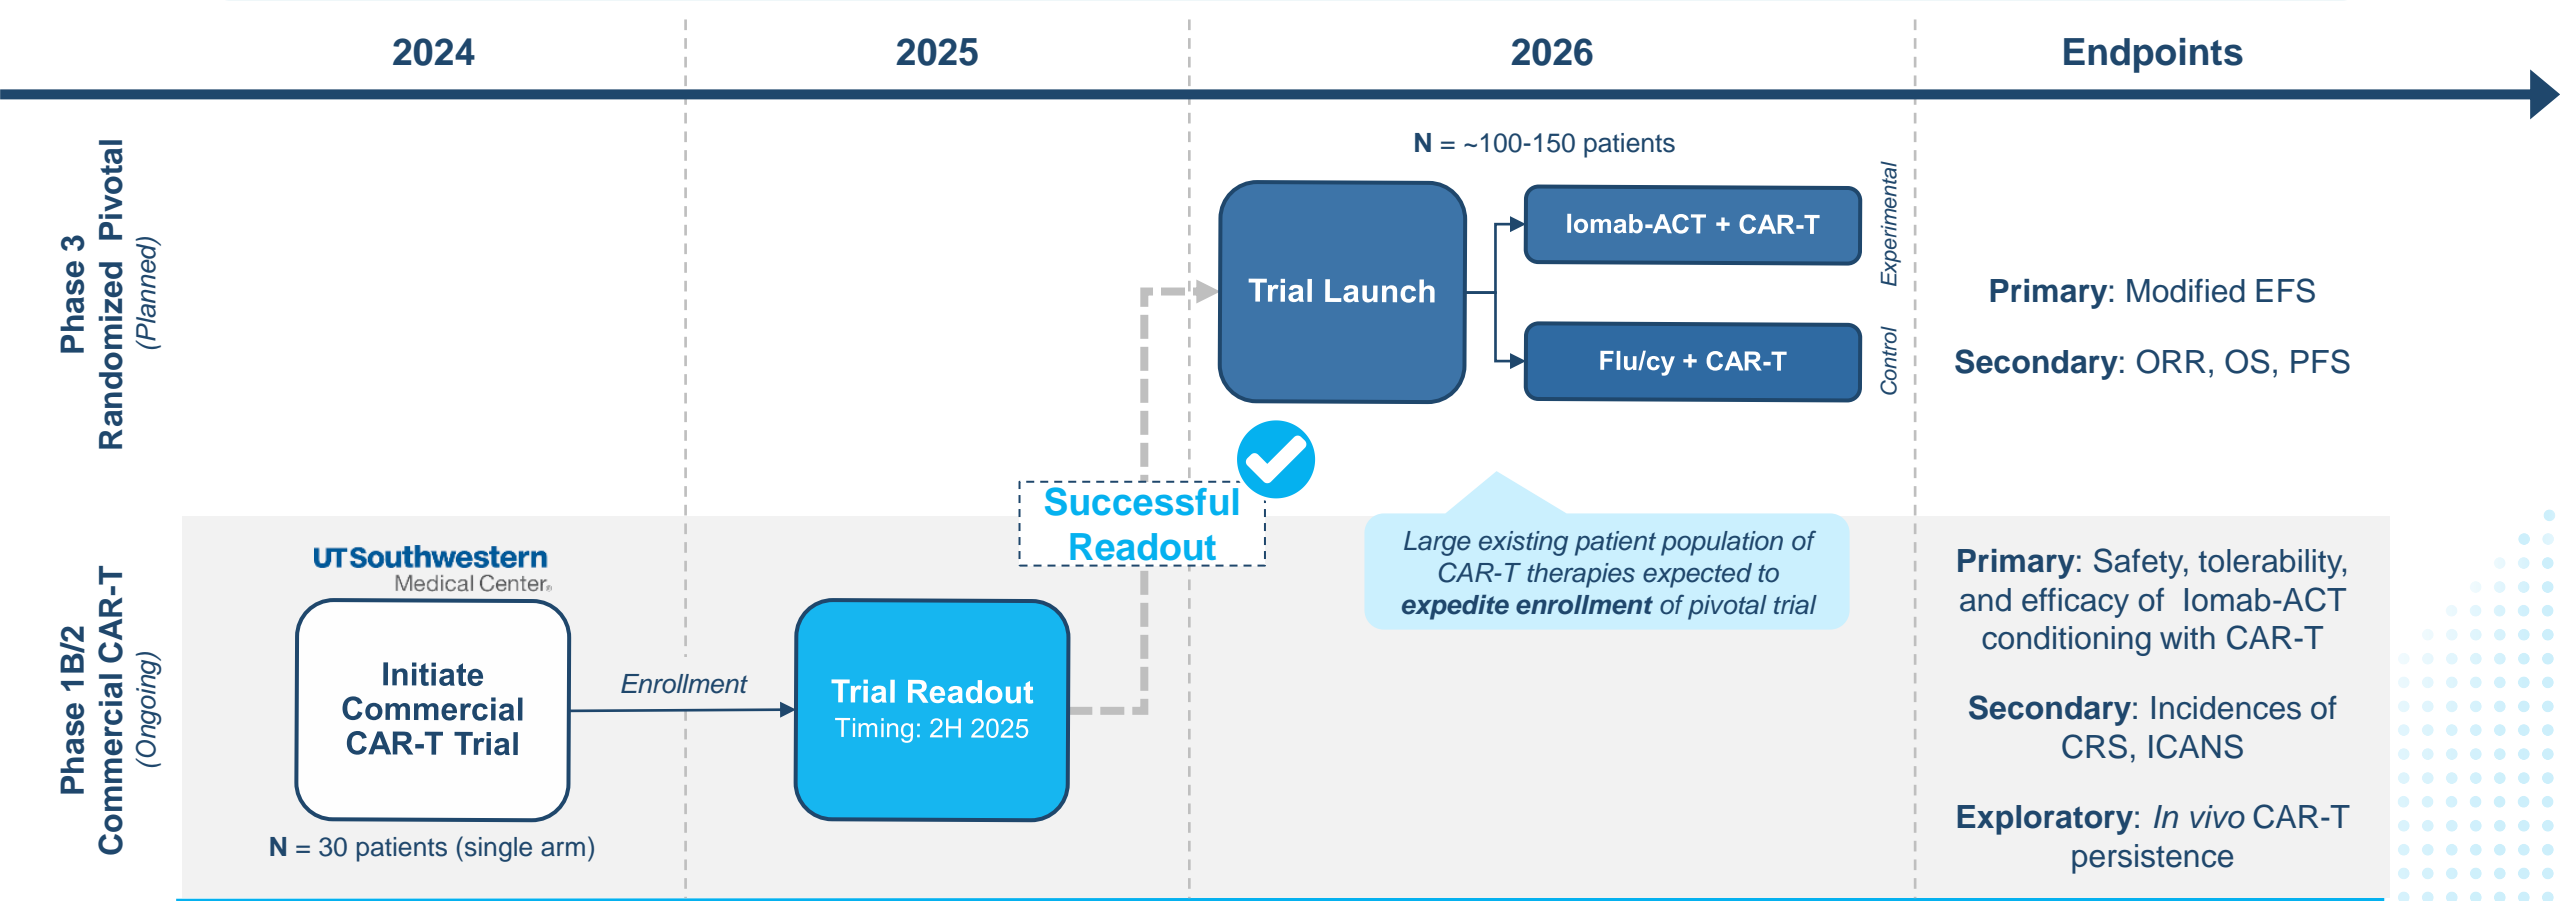 2024
2025
2026
Endpoints
Phase 3
Randomized Pivotal
(Planned)
N = ~100-150 patients
Trial Launch
Iomab-ACT + CAR-T
Experimental
Flu/cy + CAR-T
Control
Primary: Modified EFS
Secondary: ORR, OS, PFS
Successful
Readout
Large existing patient population of
CAR-T therapies expected to
expedite enrollment of pivotal trial
Phase 1B/2
Commercial CAR-T
(Ongoing)
UTSouthwestern
Medical Center®
Initiate
Commercial
CAR-T Trial
N = 30 patients (single arm)
Enrollment
Trial Readout
Timing: 2H 2025
Primary: Safety, tolerability,
and efficacy of Iomab-ACT
conditioning with CAR-T
Secondary: Incidences of
CRS, ICANS
Exploratory: In vivo CAR-T
persistence